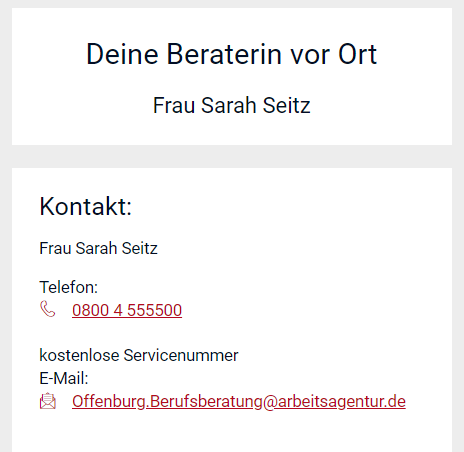 Deine Beraterin vor Ort
Frau Sarah Seitz
Kontakt:
Frau Sarah Seitz
Telefon:
0800 4 555500
kostenlose Servicenummer
E-Mail:
Offenburg.Berufsberatung@arbeitsagentur.de